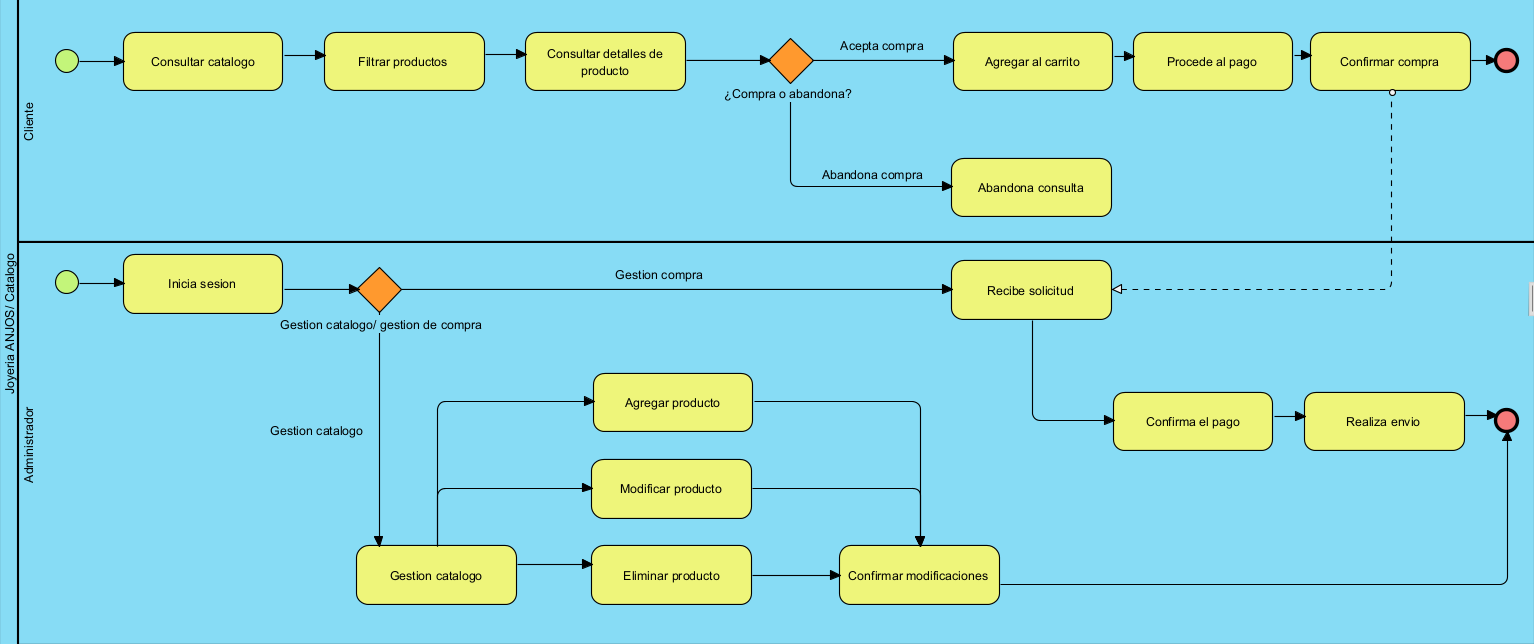 Joyeria ANJOS/ Catalogo
Cliente
Consultar catalogo
Filtrar productos
Consultar detalles de
producto
¿Compra o abandona?
Acepta compra
Agregar al carrito
Procede al pago
Confirmar compra
Abandona compra
Abandona consulta
Administrador
Inicia sesion
Gestion catalogo/ gestion de compra
Gestion compra
Recibe solicitud
Gestion catalogo
Agregar producto
Confirma el pago
Realiza envio
Modificar producto
Gestion catalogo
Eliminar producto
Confirmar modificaciones